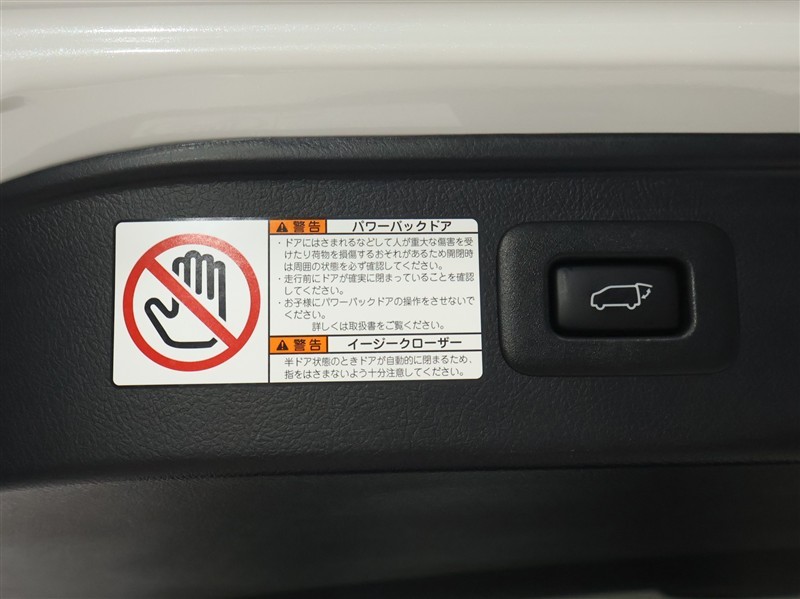 ⚠警告 パワーバックドア
・ドアにはさまれるなどして人が重大な傷害を受
けたり荷物を損傷するおそれがあるため開閉時
は周囲の状態を必ず確認してください。
・走行前にドアが確実に閉まっていることを確認
してください。
・お子様にパワーバックドアの操作をさせないで
ください。
詳しくは取扱書をご覧ください。
⚠警告 イージークローザー
半ドア状態のときドアが自動的に閉まるため、
指をはさまないよう十分注意してください。